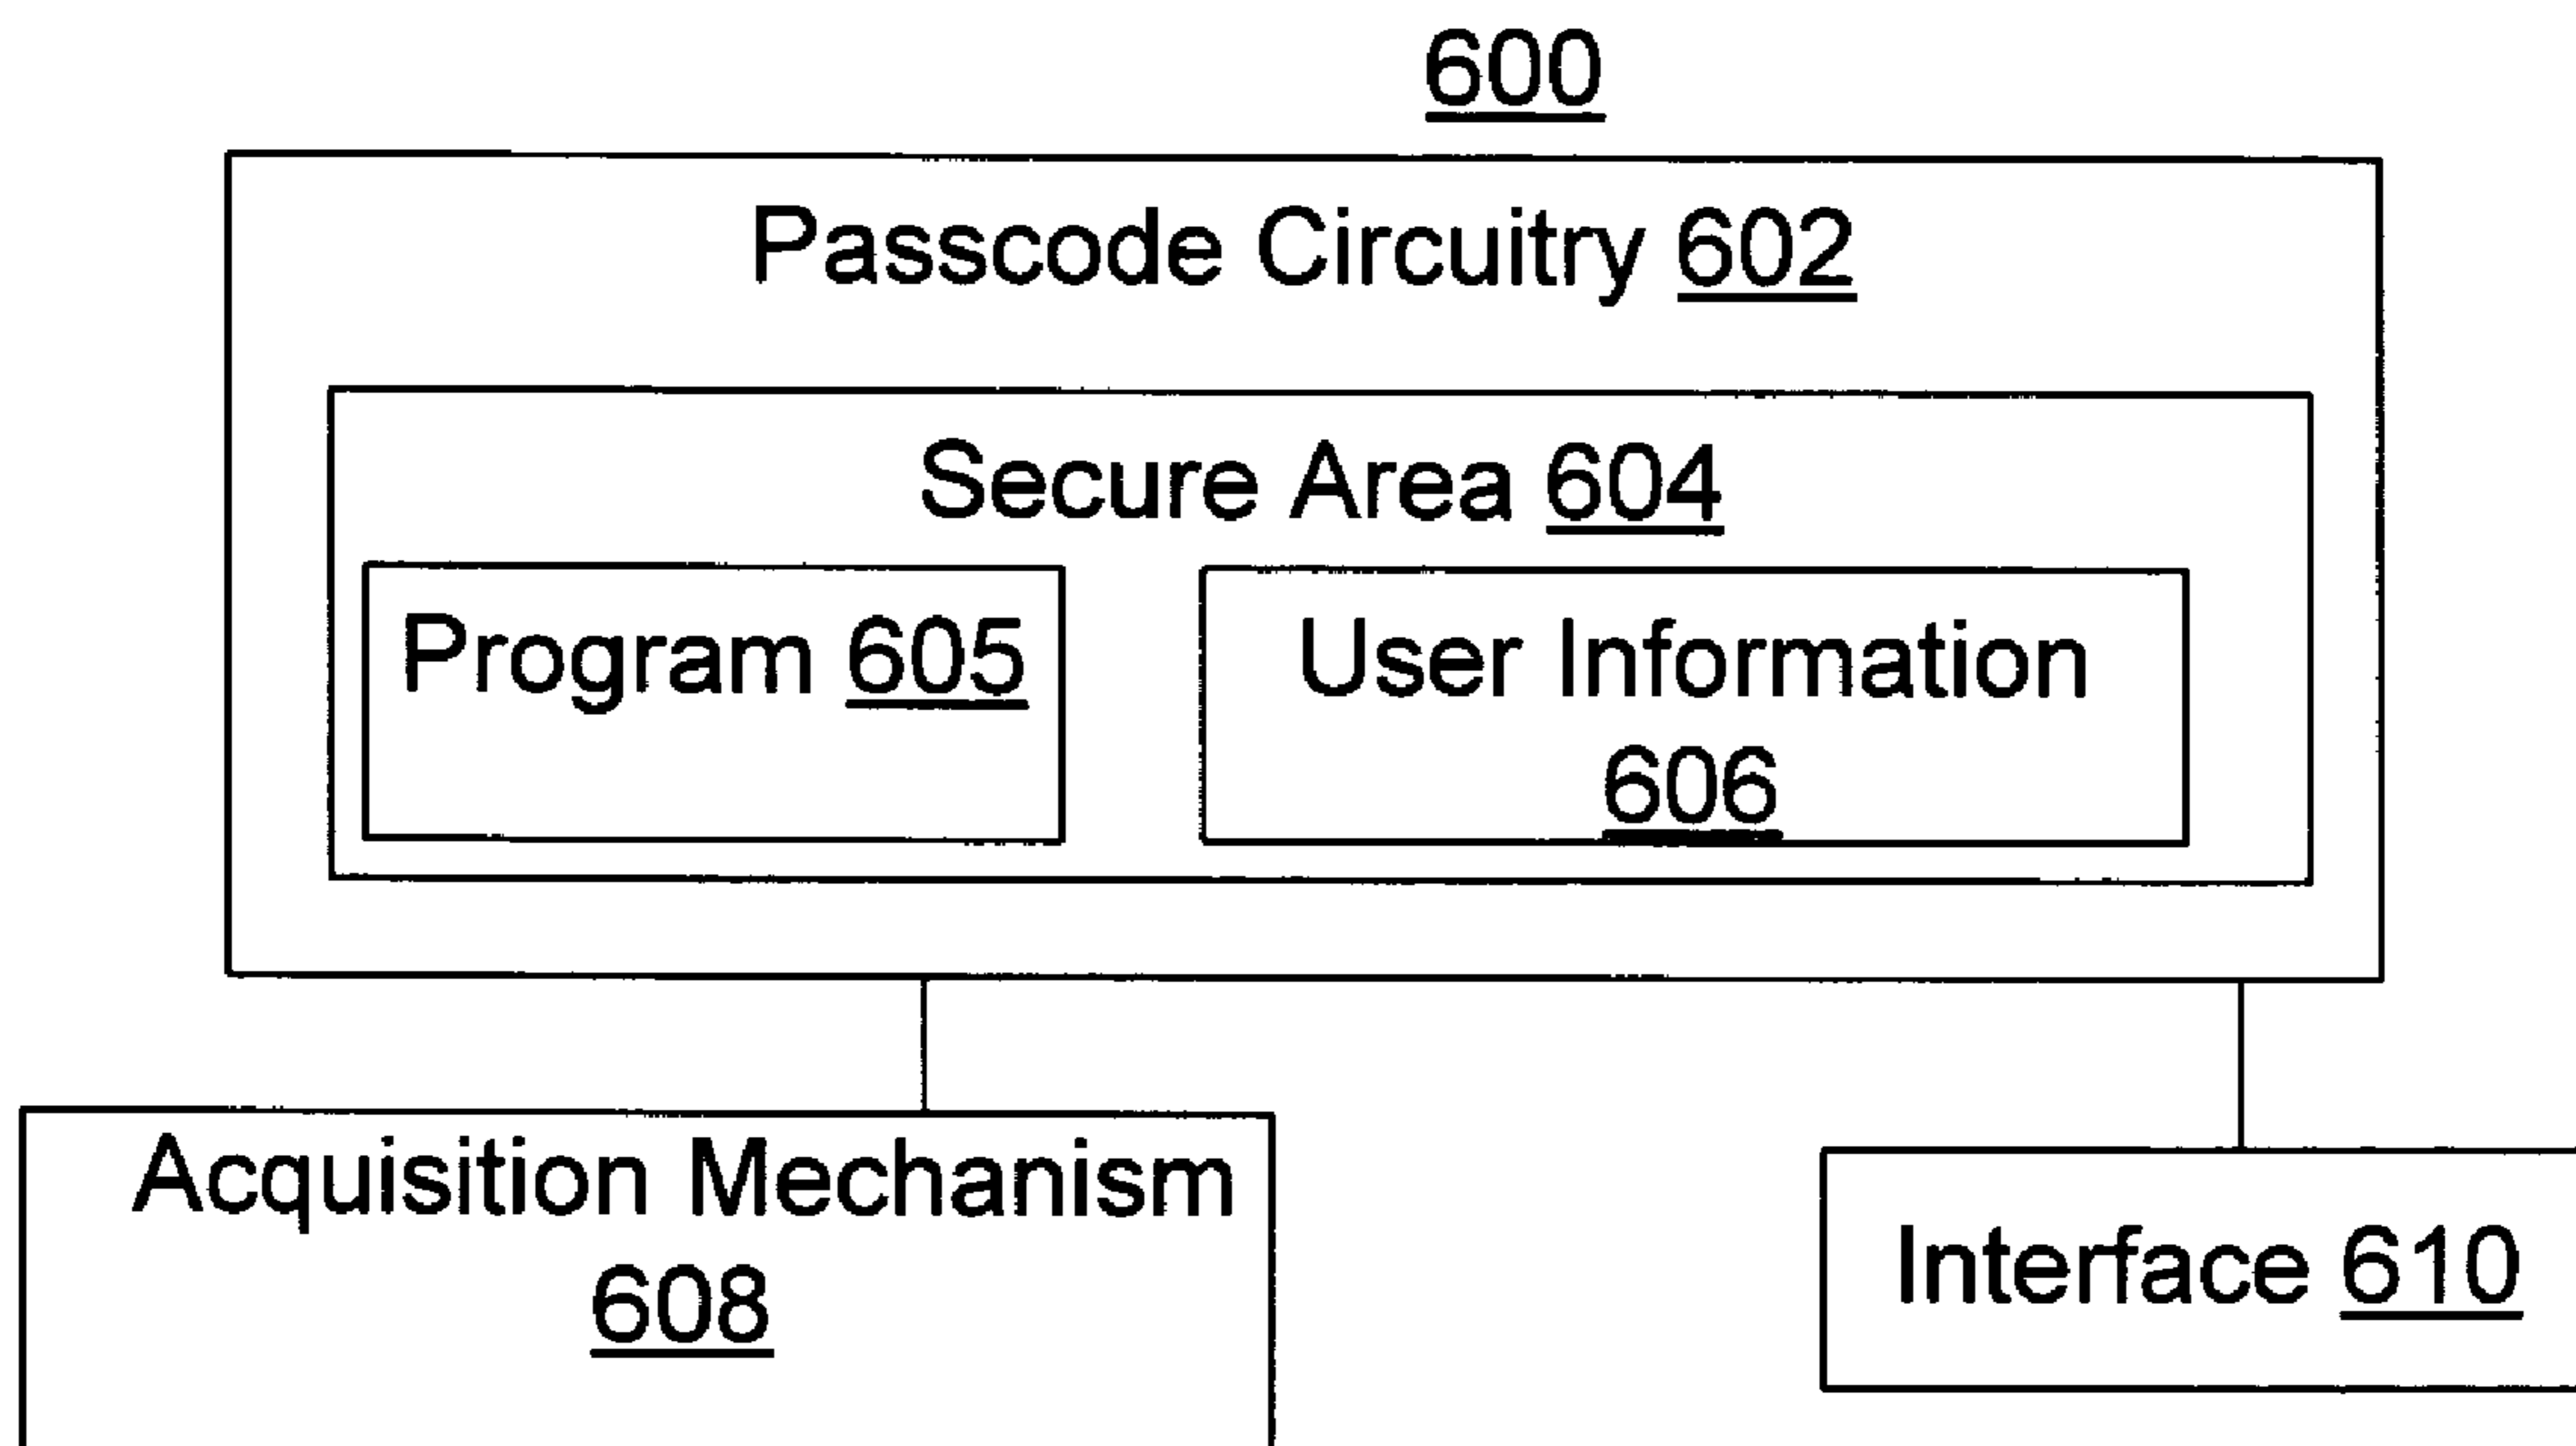 600
Passcode Circuitry 602
Secure Area 604
Program 605
User Information
606
Acquisition Mechanism
608
Interface 610